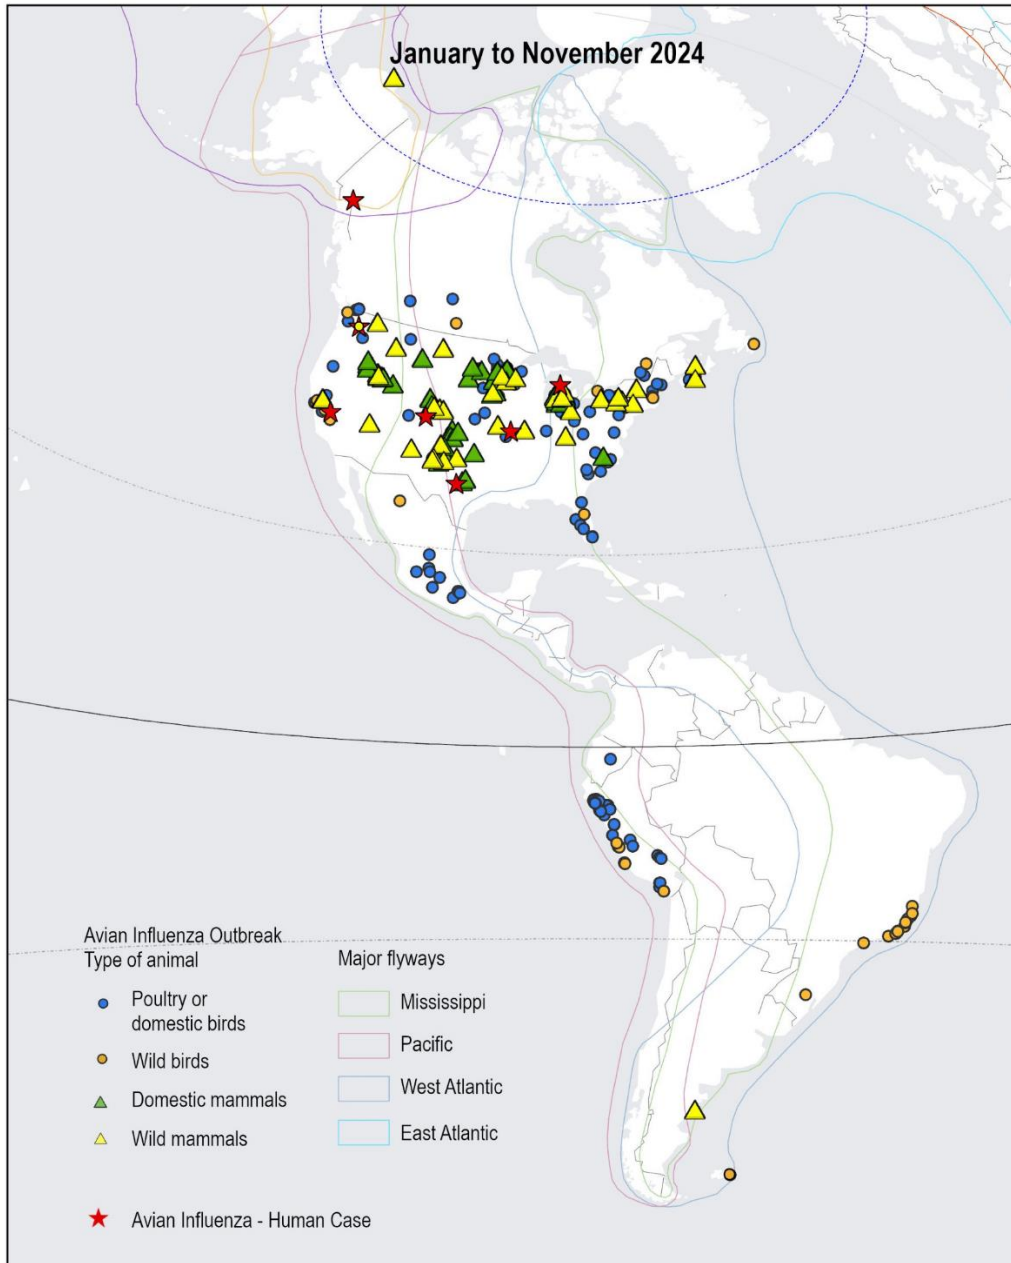 January to November 2024
Avian Influenza Outbreak
Type of animal
Poultry or
domestic birds
Wild birds
Domestic mammals
Wild mammals
Avian Influenza - Human Case
Major flyways
Mississippi
Pacific
West Atlantic
East Atlantic